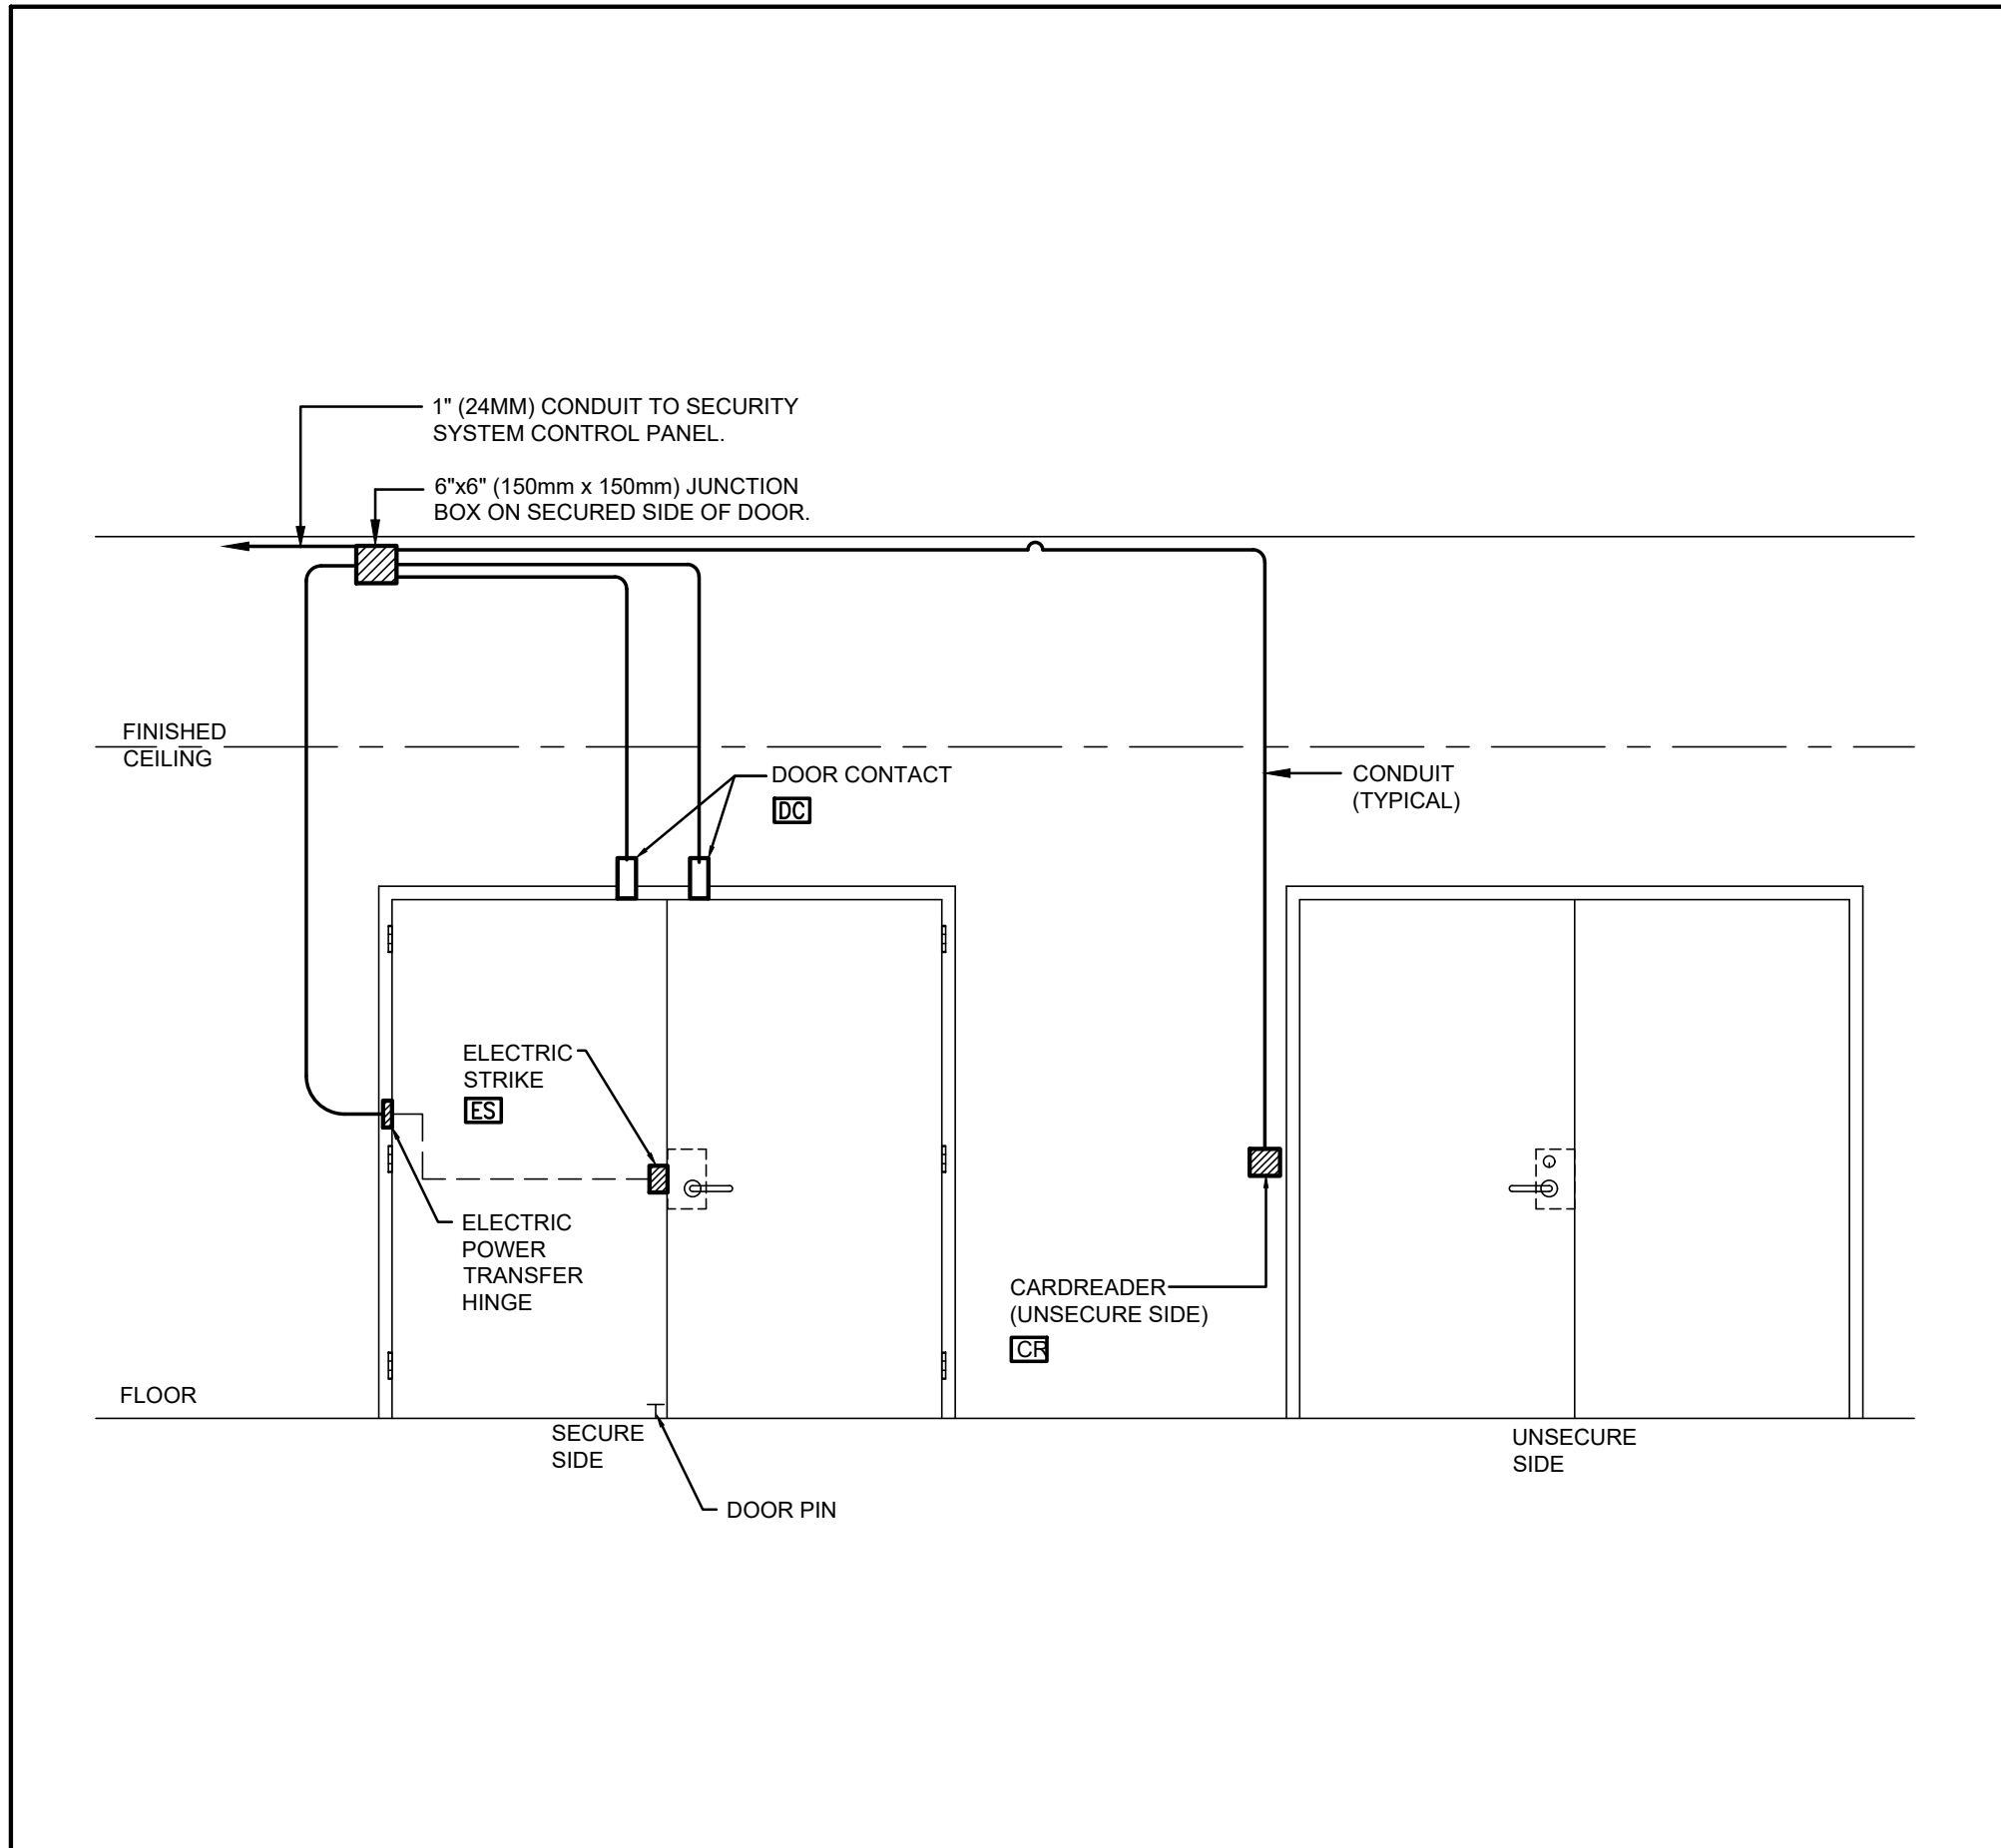 1" (24MM) CONDUIT TO SECURITY
SYSTEM CONTROL PANEL.
6"x6" (150mm x 150mm) JUNCTION
BOX ON SECURED SIDE OF DOOR.
FINISHED
CEILING
DOOR CONTACT
DC
CONDUIT
(TYPICAL)
ELECTRIC
STRIKE
ES
ELECTRIC
POWER
TRANSFER
HINGE
CARDREADER
(UNSECURE SIDE)
CR
FLOOR
SECURE
SIDE
UNSECURE
SIDE
DOOR PIN